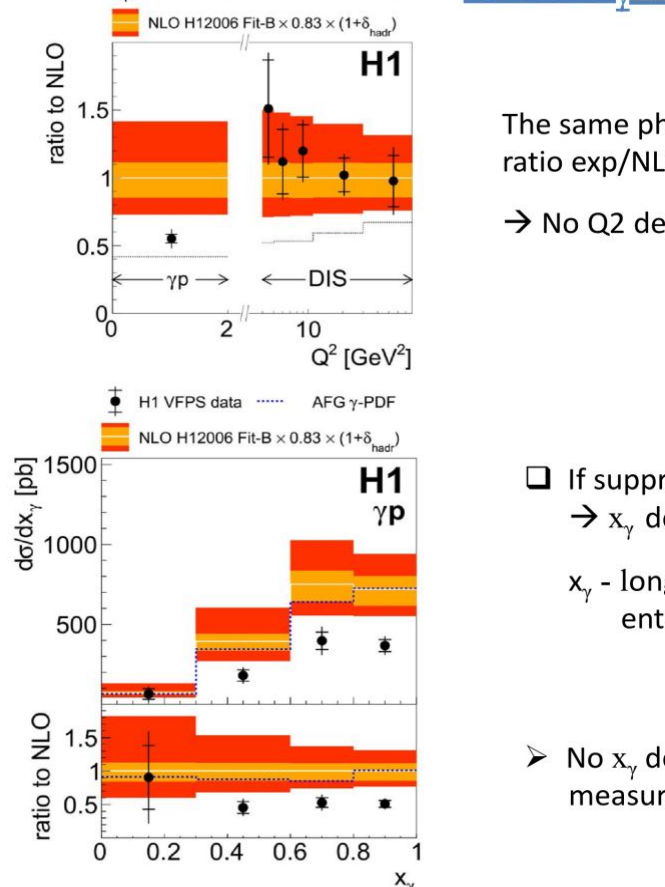 NLO H12006 Fit-B × 0.83 × (1+δhadr)
H1
ratio to NLO
1.5
1
0.5
0
γp
DIS
0
2
10
Q² [GeV²]
The same ph
ratio exp/NL
→ No Q2 de
H1 VFPS data
AFG γ-PDF
NLO H12006 Fit-B × 0.83 × (1+δhadr)
dσ/dxγ [pb]
1500
1000
500
H1
γp
❑ If suppr
→ xγ de
xγ - long
ent
ratio to NLO
1.5
1
0.5
0
0.2
0.4
0.6
0.8
1
xγ
➢ No xγ de
measur